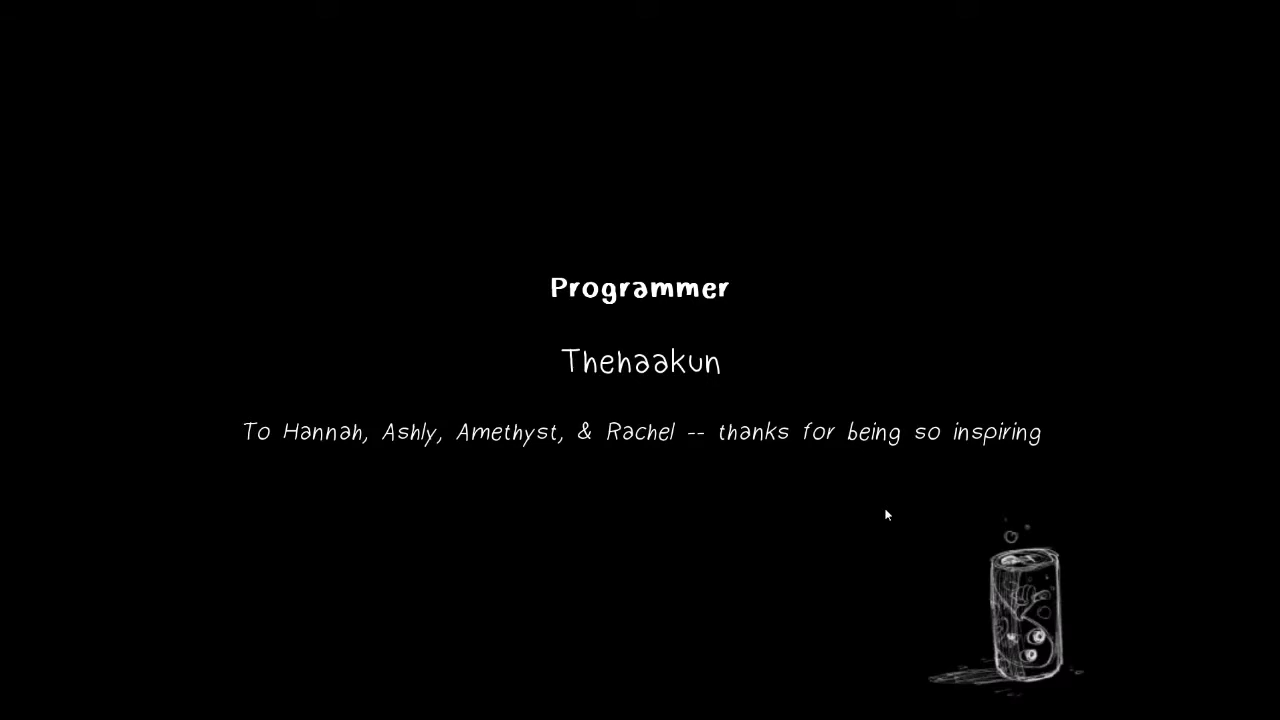 Programmer
Thehaakun
To Hannah, Ashly, Amethyst, & Rachel -- thanks for being so inspiring